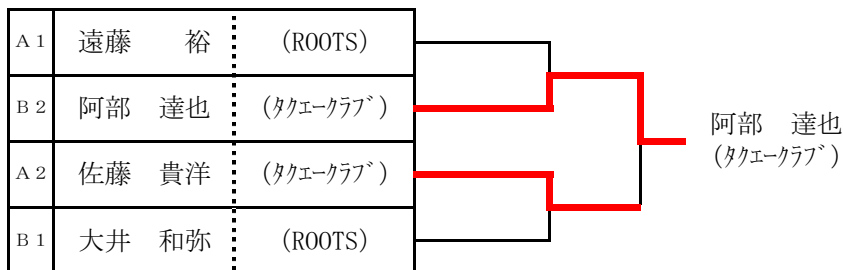 A1 遠藤　裕 (ROOTS)
B2 阿部　達也 (ﾀｸｴｰｸﾗﾌﾞ)
A2 佐藤　貴洋 (ﾀｸｴｰｸﾗﾌﾞ)
B1 大井　和弥 (ROOTS)
阿部　達也
(ﾀｸｴｰｸﾗﾌﾞ)